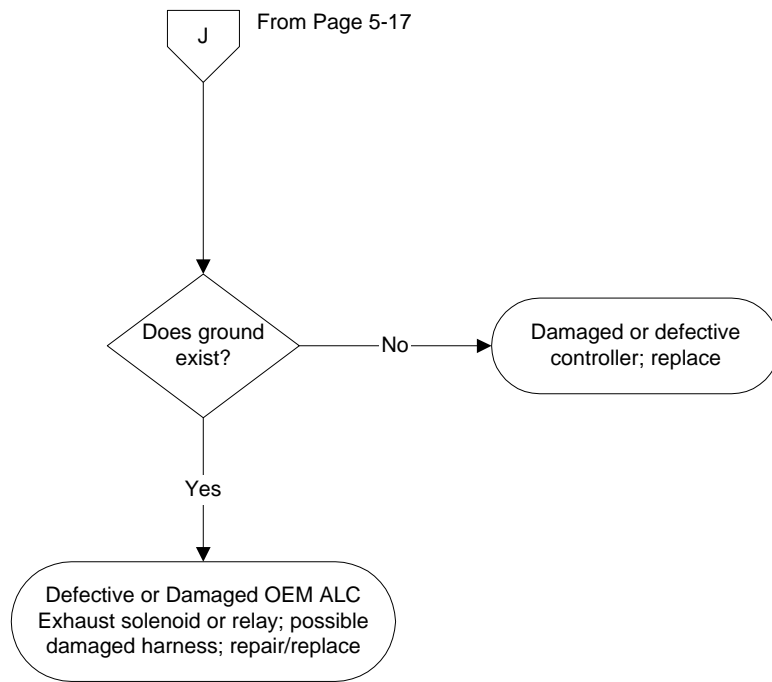 J
From Page 5-17
Does ground
exist?
No
Damaged or defective
controller; replace
Yes
Defective or Damaged OEM ALC
Exhaust solenoid or relay; possible
damaged harness; repair/replace